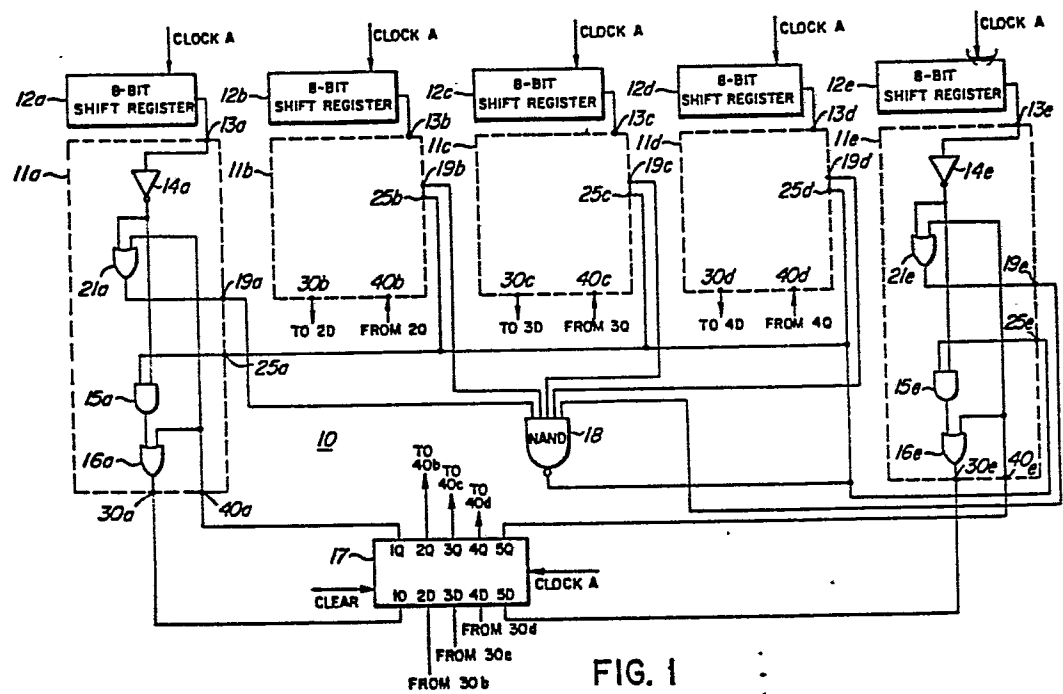 CLOCK A
CLOCK A
CLOCK A
CLOCK A
CLOCK A
12a
8-BIT
SHIFT REGISTER
12b
8-BIT
SHIFT REGISTER
12c
8-BIT
SHIFT REGISTER
12d
8-BIT
SHIFT REGISTER
12e
8-BIT
SHIFT REGISTER
13a
13b
13c
13d
13e
11a
11b
11c
11d
11e
14a
19b
19c
19d
14e
25b
25c
25d
21a
19a
21e
19e
30b
40b
30c
40c
30d
40d
TO 2D
FROM 2Q
TO 3D
FROM 3Q
TO 4D
FROM 4Q
25a
25e
15a
15e
NAND
18
16a
10
16e
30e
40e
30a
40a
TO
40b
TO
40c
TO
40d
17
1Q 2Q 3Q 4Q 5Q
CLOCK A
CLEAR
1D 2D 3D 4D 5D
FROM 30d
FROM 30e
FROM 30b
FIG. 1